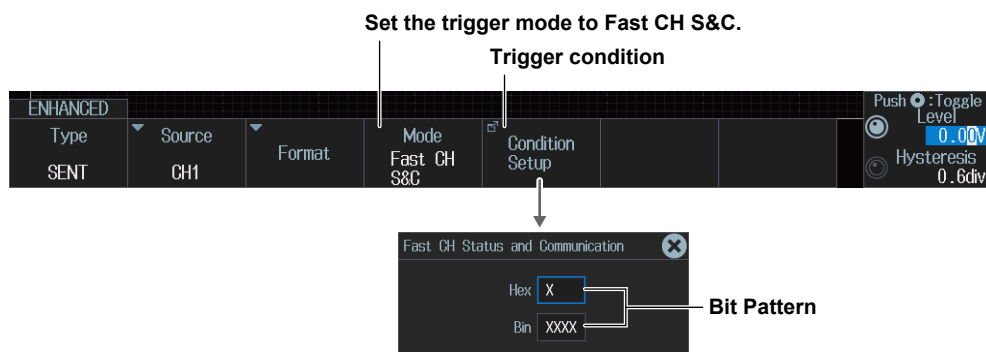 Set the trigger mode to Fast CH S&C.
Trigger condition
ENHANCED
Type
SENT
Source
CH1
Format
Mode
Fast CH
S&C
Condition
Setup
Push :Toggle
Level
0.00V
Hysteresis
0.6div
Fast CH Status and Communication
Hex X
Bin XXXX
Bit Pattern